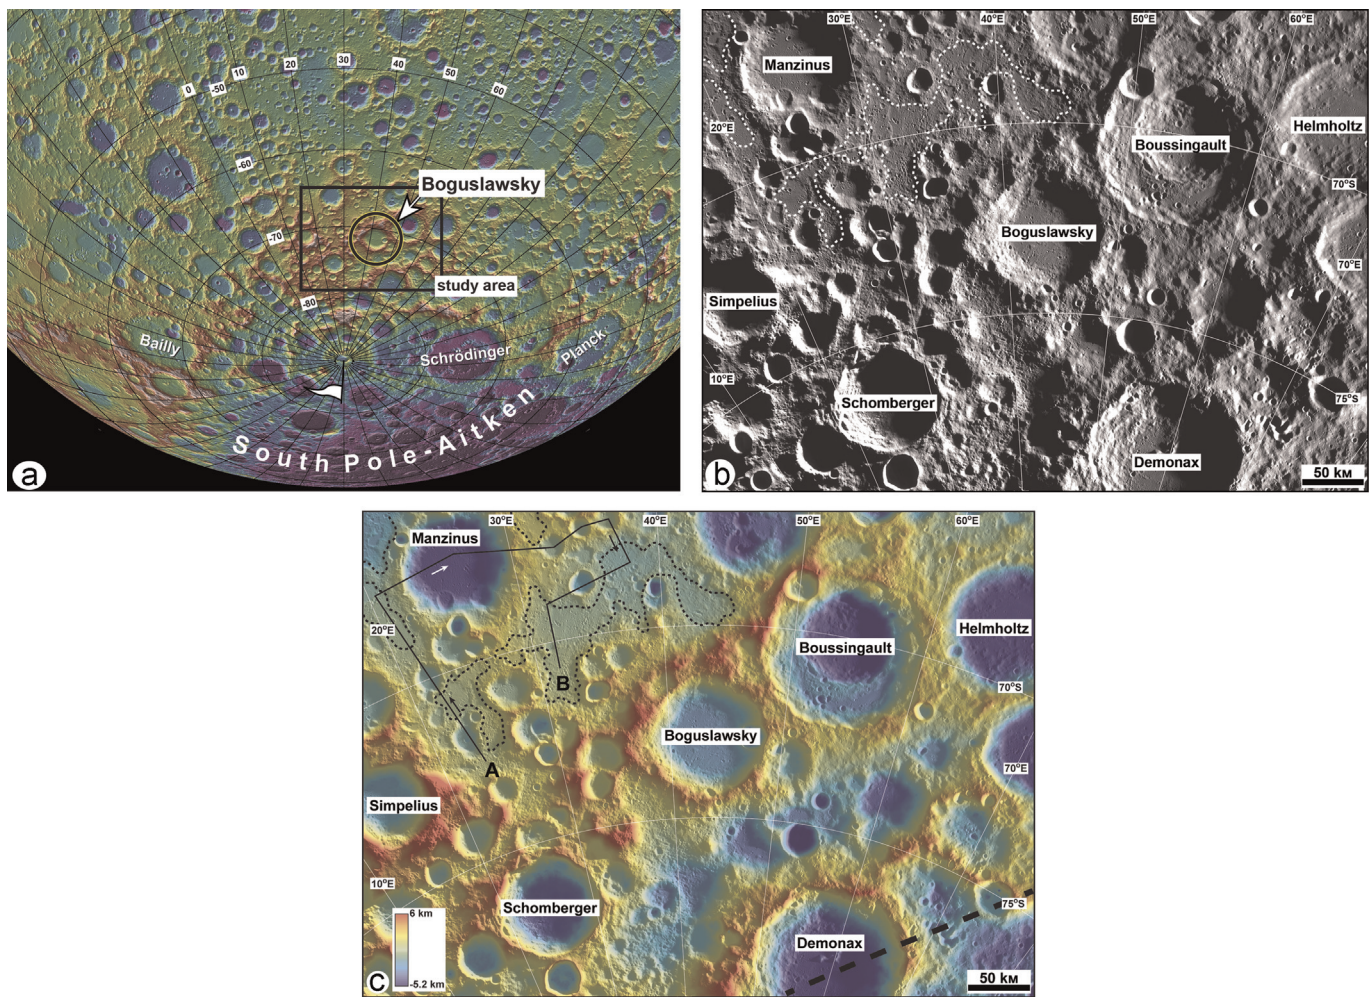 0
10
-50
20
30
40
50
60
-60
Boguslawsky
-70
study area
-80
Bailly
Schrödinger
Planck
South Pole-Aitken
a
30°E
40°E
50°E
60°E
Manzinus
20°E
Helmholtz
Boussingault
70°S
Boguslawsky
70°E
Simpelius
10°E
75°S
Schomberger
Demonax
50 км
b
30°E
40°E
50°E
60°E
Manzinus
20°E
Helmholtz
Boussingault
B
70°S
Boguslawsky
A
70°E
Simpelius
10°E
75°S
6 km
Schomberger
Demonax
-5.2 km
50 км
c